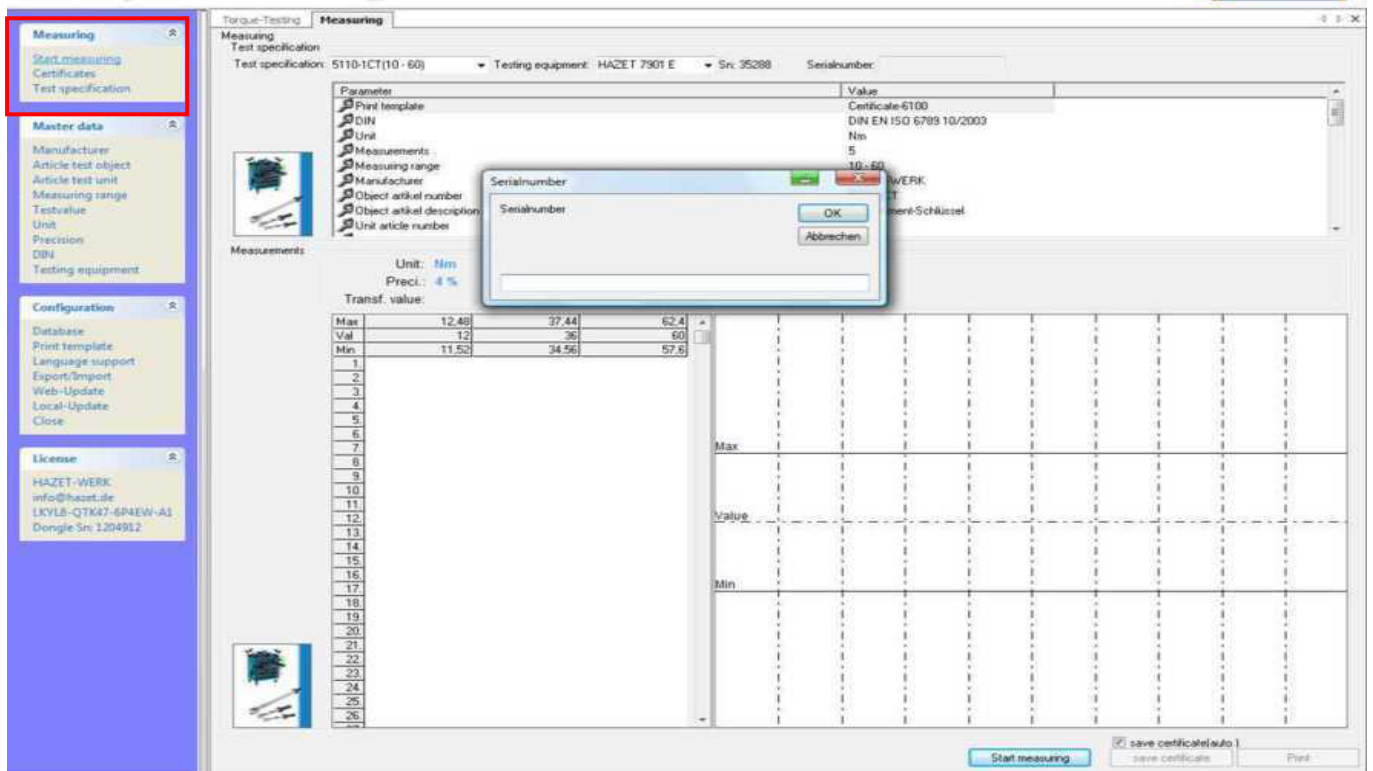 Measuring
Start measuring
Certificates
Test specification
Master data
Manufacturer
Article test object
Article test unit
Measuring range
Testvalue
Unit
Precision
DIN
Testing equipment
Configuration
Database
Print template
Language support
Export/Import
Web-Update
Local-Update
Close
License
HAZET-WERK
info@hazet.de
LKYL8-QTK47-6P4EW-A1
Dongle Sn: 1204912
Torque-Testing Measuring
Measuring
Test specification
Test specification: 5110-1CT(10 - 60) Testing equipment: HAZET 7901 E Sn: 35288 Serialnumber:
Parameter Value
Print template Certificate-6100
DIN DIN EN ISO 6789 10/2003
Unit Nm
Measurements 5
Measuring range 10 - 60
Manufacturer WERK
Object artikel number CT
Object artikel description ment-Schlüssel
Unit article number
Serialnumber
Serialnumber
OK
Abbrechen
Measurements
Unit: Nm
Preci.: 4 %
Transf. value:
Max 12,48 37,44 62,4
Val 12 36 60
Min 11,52 34,56 57,6
1.
2.
3.
4.
5.
6.
7.
8.
9.
10.
11.
12.
13.
14.
15.
16.
17.
18.
19.
20.
21.
22.
23.
24.
25.
26.
Max
Value
Min
save certificate(auto.)
Start measuring save certificate Print